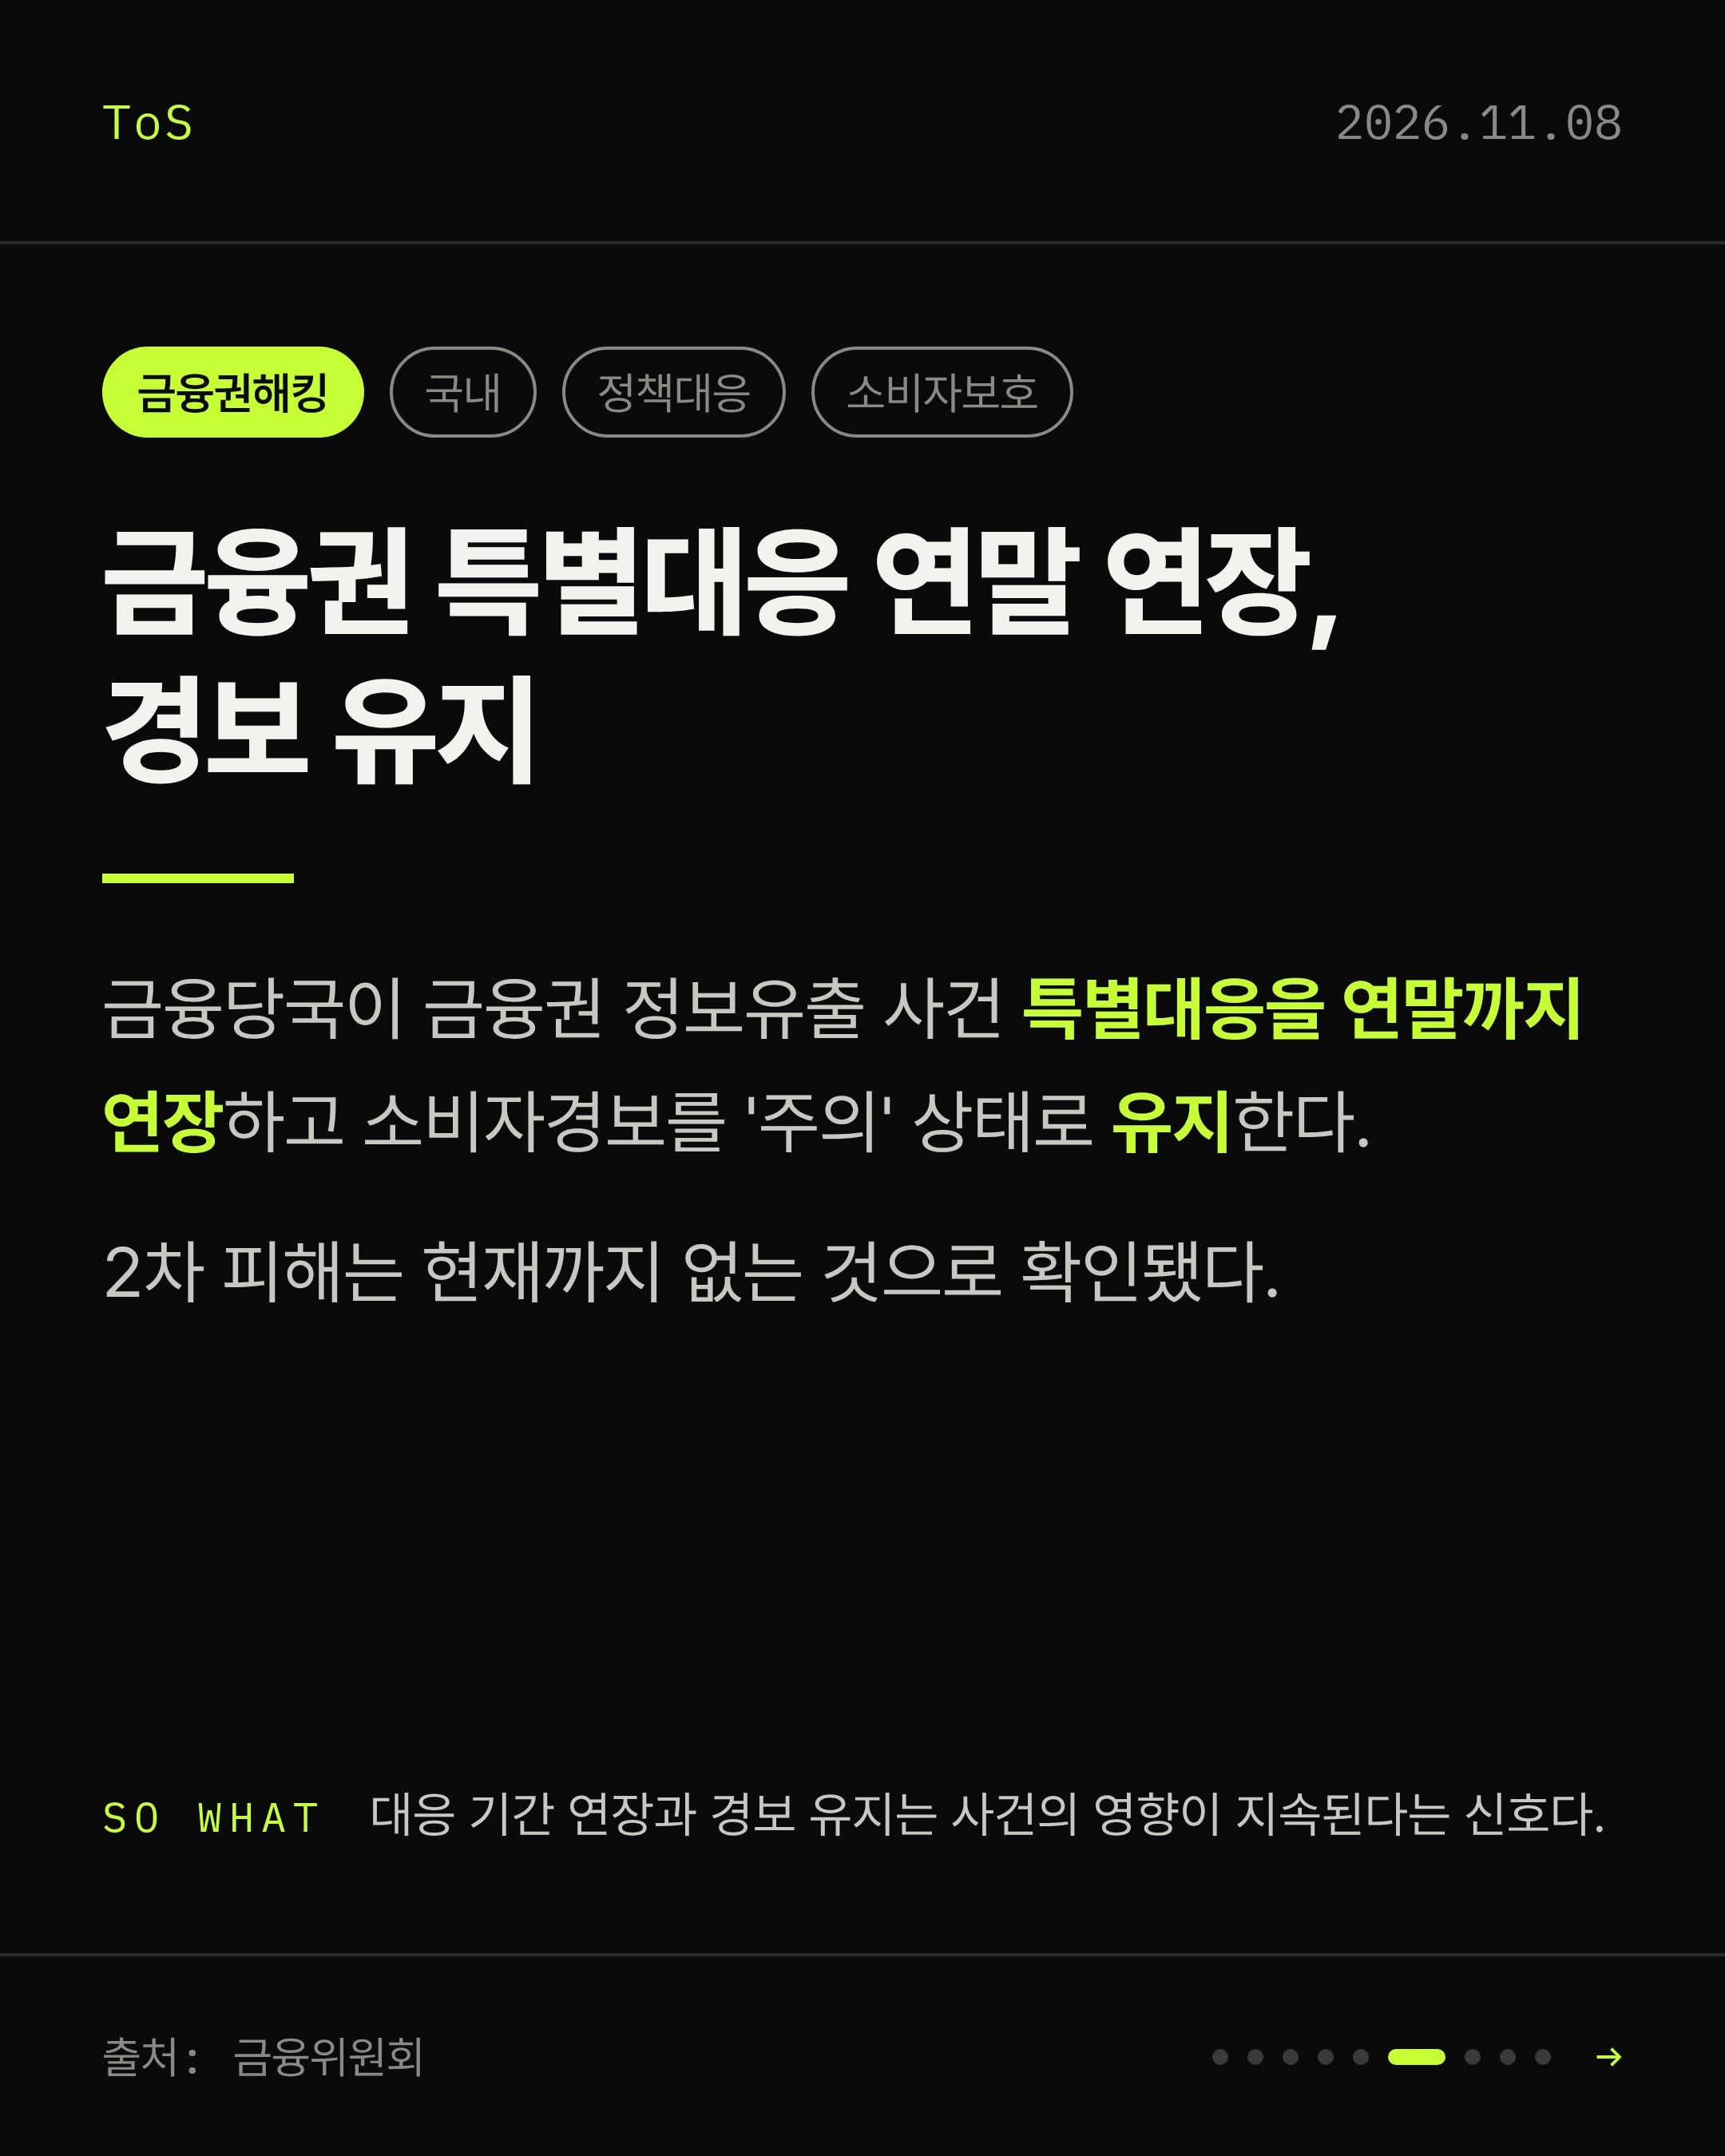 ToS
2026.11.08
금융권해킹
국내
정책대응
소비자보호
금융권 특별대응 연말 연장,
경보 유지
금융당국이 금융권 정보유출 사건 특별대응을 연말까지
연장하고 소비자경보를 '주의' 상태로 유지한다.
2차 피해는 현재까지 없는 것으로 확인됐다.
SO WHAT 대응 기간 연장과 경보 유지는 사건의 영향이 지속된다는 신호다.
출처: 금융위원회
→